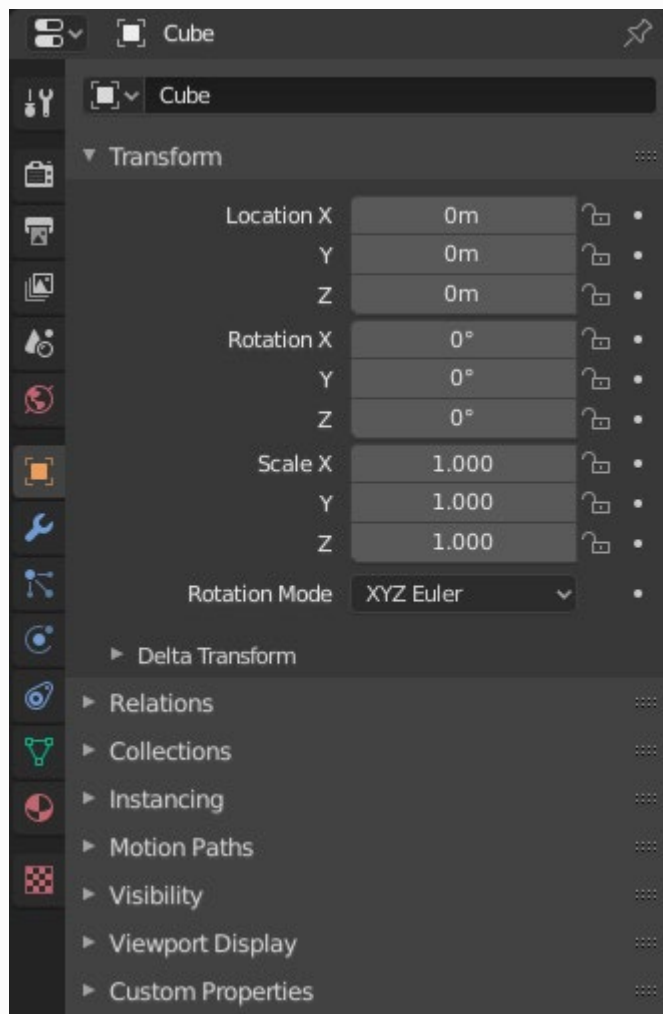 Cube
Cube
Transform
Location X 0m
Y 0m
Z 0m
Rotation X 0°
Y 0°
Z 0°
Scale X 1.000
Y 1.000
Z 1.000
Rotation Mode XYZ Euler
Delta Transform
Relations
Collections
Instancing
Motion Paths
Visibility
Viewport Display
Custom Properties